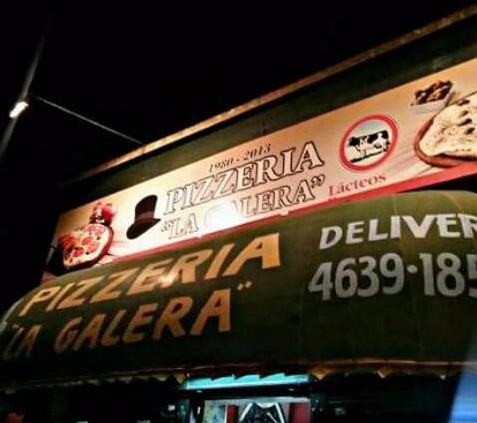 1980 - 2013
PIZZERIA
"LA GALERA"
Lácteos
PIZZERIA
"LA GALERA"
DELIVER
4639·185